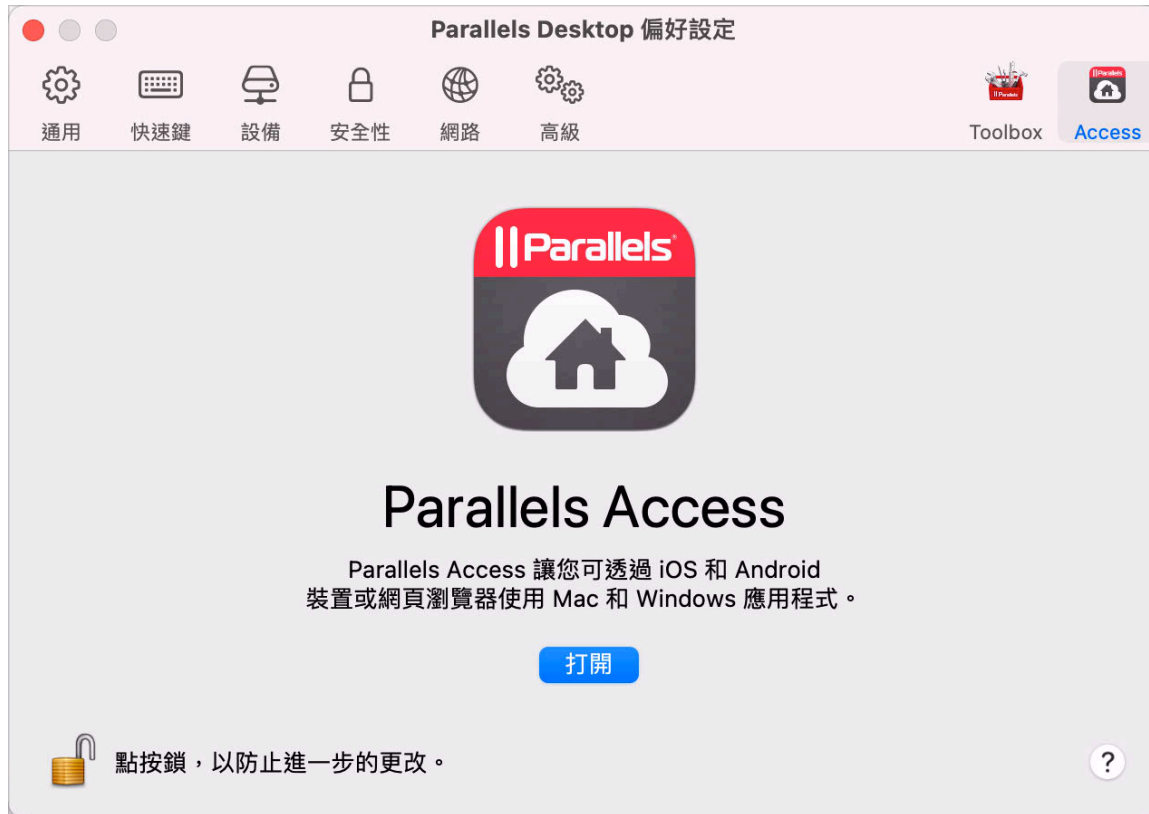 Parallels Desktop 偏好設定
通用 快速鍵 設備 安全性 網路 高級 Toolbox Access
Parallels
Parallels Access
Parallels Access 讓您可透過 iOS 和 Android
裝置或網頁瀏覽器使用 Mac 和 Windows 應用程式。
打開
點按鎖,以防止進一步的更改。
?